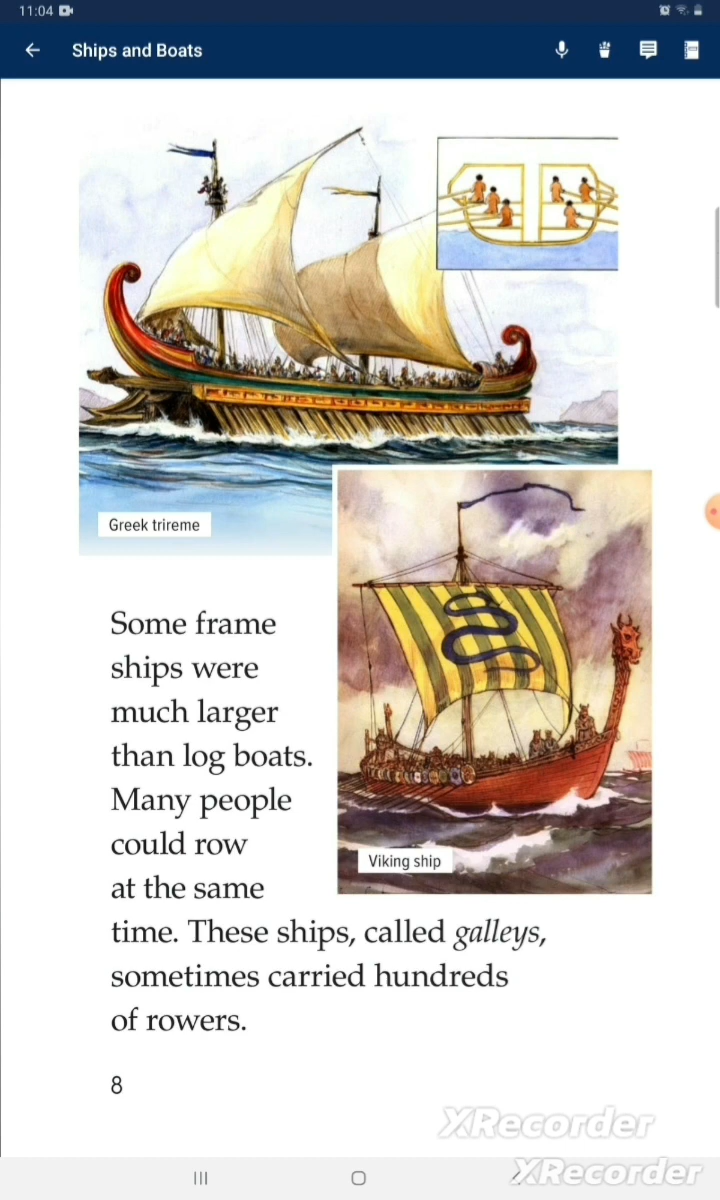 11:04
Ships and Boats
Greek trireme
Viking ship
Some frame
ships were
much larger
than log boats.
Many people
could row
at the same
time. These ships, called galleys,
sometimes carried hundreds
of rowers.
8
XRecorder
XRecorder